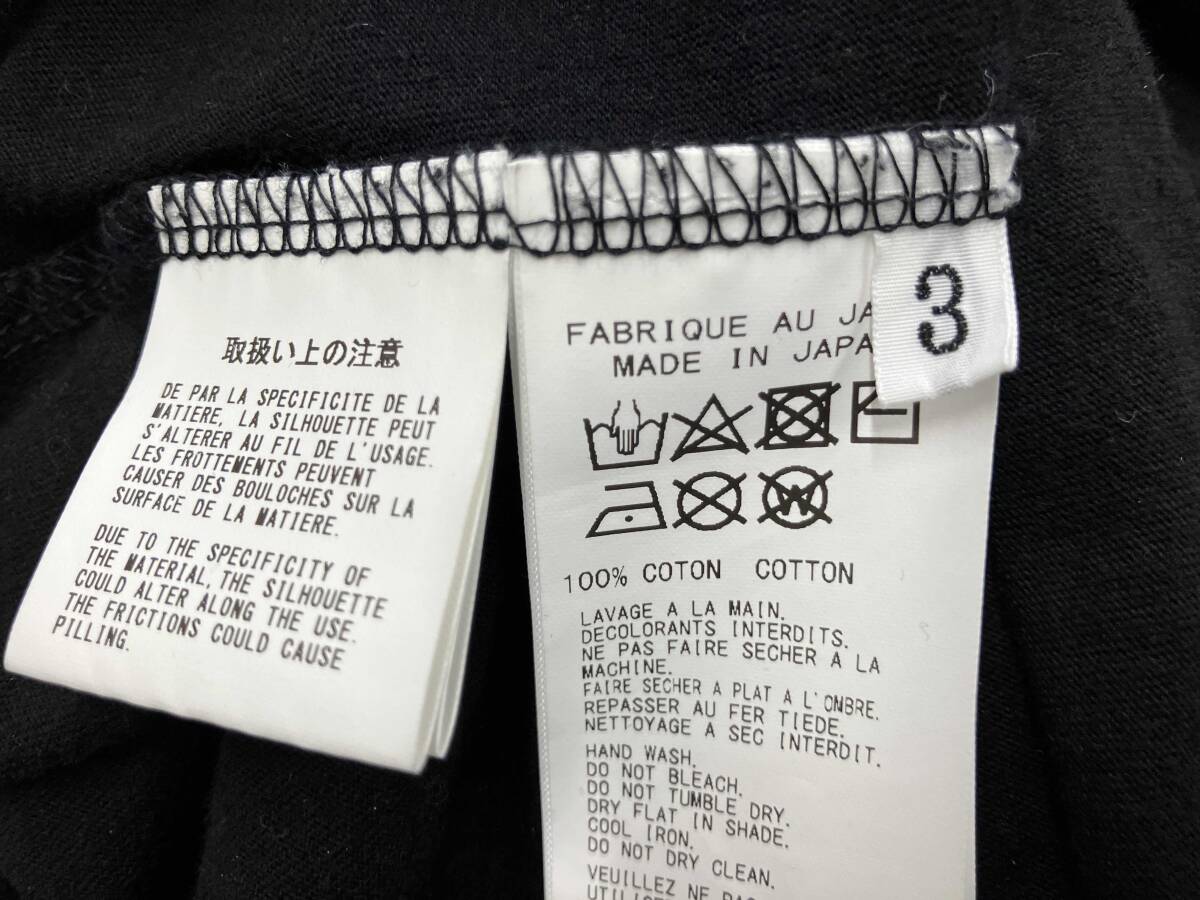 取扱い上の注意
DE PAR LA SPECIFICITE DE LA
MATIERE, LA SILHOUETTE PEUT
S'ALTERER AU FIL DE L'USAGE.
LES FROTTEMENTS PEUVENT
CAUSER DES BOULOCHES SUR LA
SURFACE DE LA MATIERE.
DUE TO THE SPECIFICITY OF
THE MATERIAL, THE SILHOUETTE
COULD ALTER ALONG THE USE.
THE FRICTIONS COULD CAUSE
PILLING.
3
FABRIQUE AU
MADE IN
W
100% COTON COTTON
LAVAGE A LA MAIN.
DECOLORANTS INTERDITS.
NE PAS FAIRE SECHER A LA
MACHINE.
FAIRE SECHER A PLAT A L'OMBRE.
REPASSER AU FER TIEDE.
NETTOYAGE A SEC INTERDIT.
HAND WASH.
DO NOT BLEACH.
DO NOT TUMBLE DRY.
DRY FLAT IN SHADE.
COOL IRON.
DO NOT DRY CLEAN.
VEUILLEZ NE